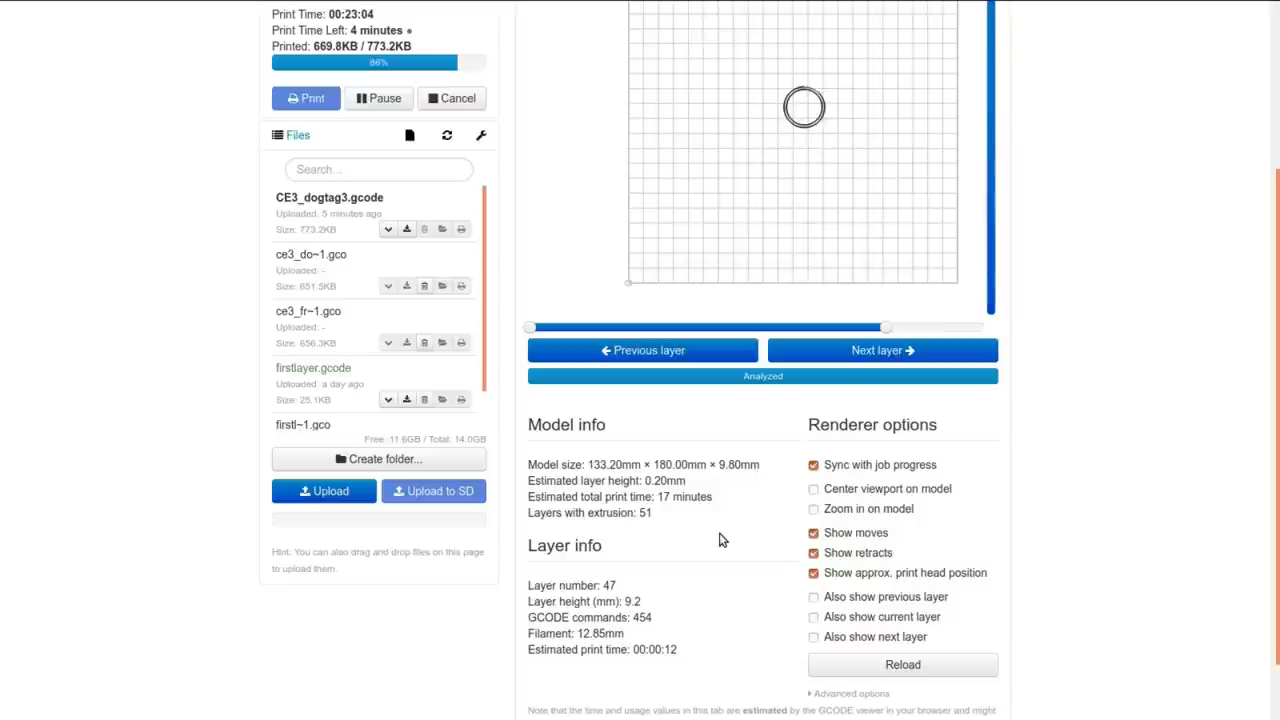 Print Time: 00:23:04
Print Time Left: 4 minutes
Printed: 669.8KB / 773.2KB
86%
Print
Pause
Cancel
Files
Search...
CE3_dogtag3.gcode
Uploaded: 5 minutes ago
Size: 773.2KB
ce3_do~1.gco
Uploaded: -
Size: 651.5KB
ce3_fr~1.gco
Uploaded: -
Size: 656.3KB
firstlayer.gcode
Uploaded: a day ago
Size: 25.1KB
firstl~1.gco
Free: 11.6GB / Total: 14.0GB
Create folder...
Upload
Upload to SD
Hint: You can also drag and drop files on this page
to upload them.
Previous layer
Next layer
Analyzed
Model info
Model size: 133.20mm × 180.00mm × 9.80mm
Estimated layer height: 0.20mm
Estimated total print time: 17 minutes
Layers with extrusion: 51
Layer info
Layer number: 47
Layer height (mm): 9.2
GCODE commands: 454
Filament: 12.85mm
Estimated print time: 00:00:12
Renderer options
Sync with job progress
Center viewport on model
Zoom in on model
Show moves
Show retracts
Show approx. print head position
Also show previous layer
Also show current layer
Also show next layer
Reload
Advanced options
Note that the time and usage values in this tab are estimated by the GCODE viewer in your browser and might